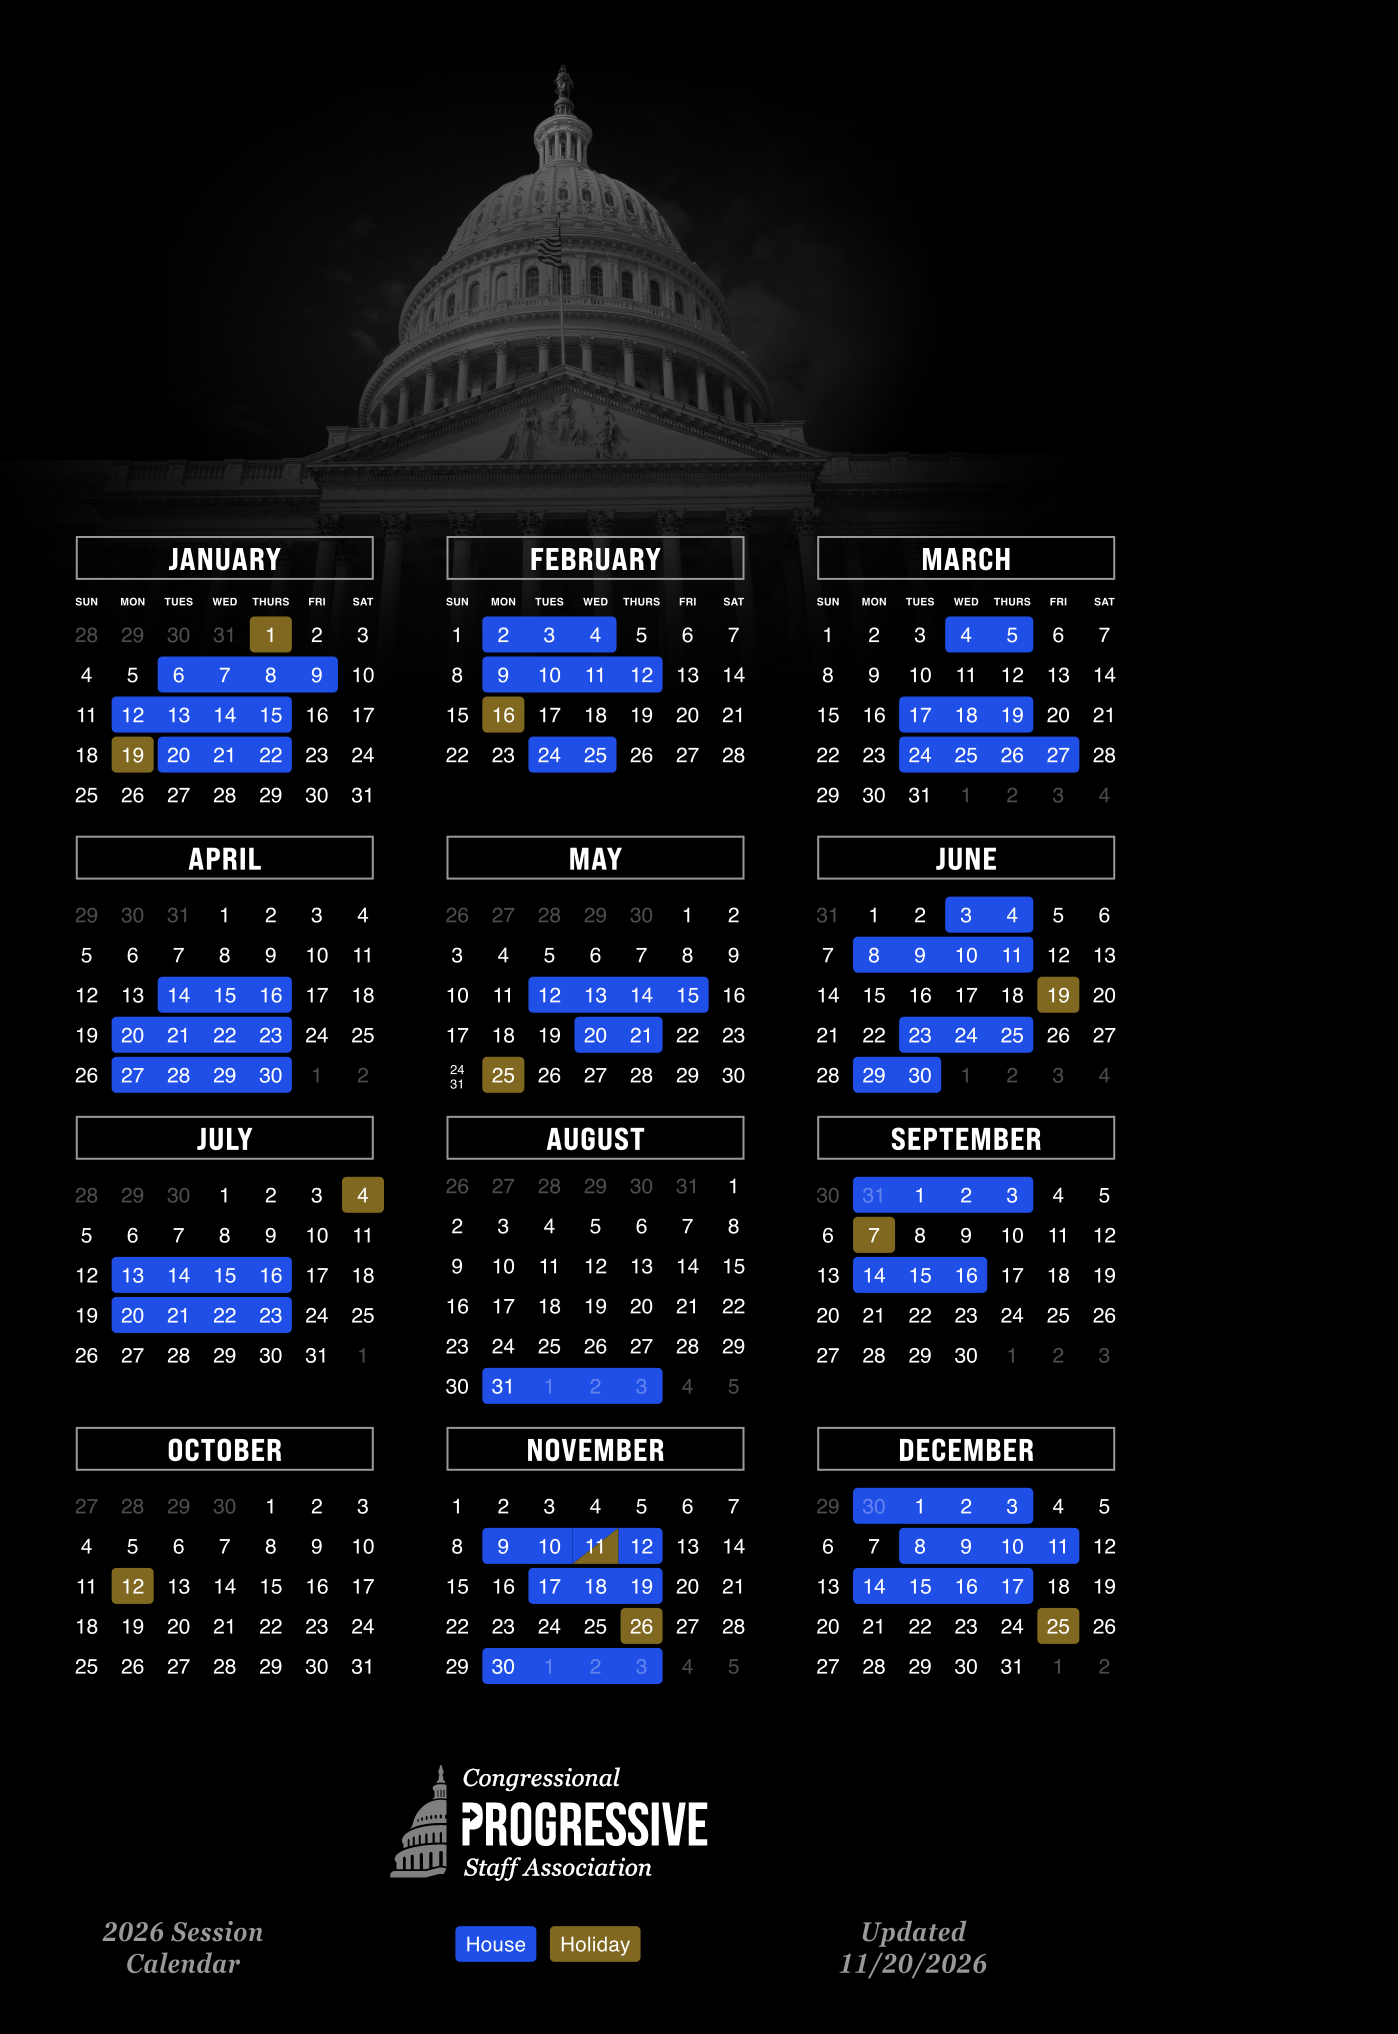 JANUARY
SUN MON TUES WED THURS FRI SAT
28 29 30 31 1 2 3
4 5 6 7 8 9 10
11 12 13 14 15 16 17
18 19 20 21 22 23 24
25 26 27 28 29 30 31
FEBRUARY
SUN MON TUES WED THURS FRI SAT
1 2 3 4 5 6 7
8 9 10 11 12 13 14
15 16 17 18 19 20 21
22 23 24 25 26 27 28
MARCH
SUN MON TUES WED THURS FRI SAT
1 2 3 4 5 6 7
8 9 10 11 12 13 14
15 16 17 18 19 20 21
22 23 24 25 26 27 28
29 30 31 1 2 3 4
APRIL
29 30 31 1 2 3 4
5 6 7 8 9 10 11
12 13 14 15 16 17 18
19 20 21 22 23 24 25
26 27 28 29 30 1 2
MAY
26 27 28 29 30 1 2
3 4 5 6 7 8 9
10 11 12 13 14 15 16
17 18 19 20 21 22 23
24 31 25 26 27 28 29 30
JUNE
31 1 2 3 4 5 6
7 8 9 10 11 12 13
14 15 16 17 18 19 20
21 22 23 24 25 26 27
28 29 30 1 2 3 4
JULY
28 29 30 1 2 3 4
5 6 7 8 9 10 11
12 13 14 15 16 17 18
19 20 21 22 23 24 25
26 27 28 29 30 31 1
AUGUST
26 27 28 29 30 31 1
2 3 4 5 6 7 8
9 10 11 12 13 14 15
16 17 18 19 20 21 22
23 24 25 26 27 28 29
30 31 1 2 3 4 5
SEPTEMBER
30 31 1 2 3 4 5
6 7 8 9 10 11 12
13 14 15 16 17 18 19
20 21 22 23 24 25 26
27 28 29 30 1 2 3
OCTOBER
27 28 29 30 1 2 3
4 5 6 7 8 9 10
11 12 13 14 15 16 17
18 19 20 21 22 23 24
25 26 27 28 29 30 31
NOVEMBER
1 2 3 4 5 6 7
8 9 10 11 12 13 14
15 16 17 18 19 20 21
22 23 24 25 26 27 28
29 30 1 2 3 4 5
DECEMBER
29 30 1 2 3 4 5
6 7 8 9 10 11 12
13 14 15 16 17 18 19
20 21 22 23 24 25 26
27 28 29 30 31 1 2
Congressional
PROGRESSIVE
Staff Association
2026 Session
Calendar
House Holiday
Updated
11/20/2026